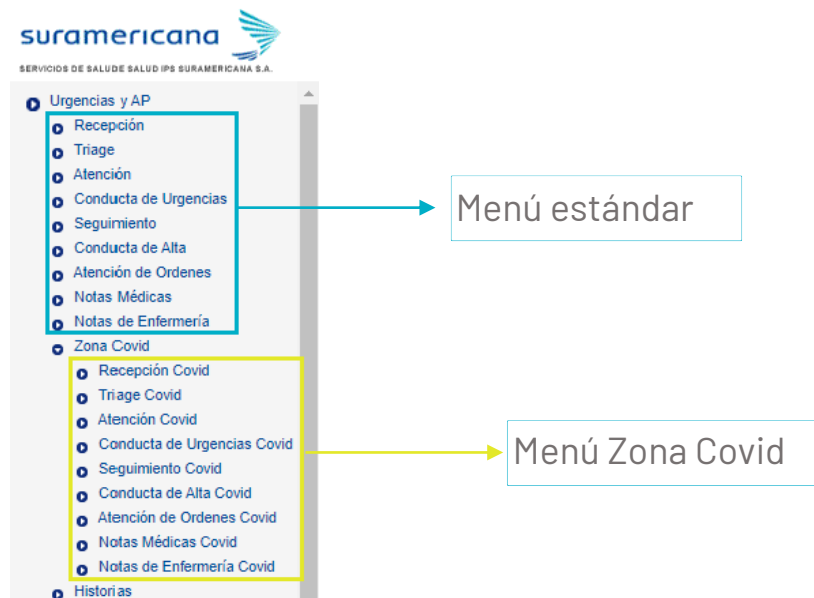 suramericana
SERVICIOS DE SALUDE SALUD IPS SURAMERICANA S.A.
Urgencias y AP
Recepción
Triage
Atención
Conducta de Urgencias
Seguimiento
Conducta de Alta
Atención de Ordenes
Notas Médicas
Notas de Enfermería
Menú estándar
Zona Covid
Recepción Covid
Triage Covid
Atención Covid
Conducta de Urgencias Covid
Seguimiento Covid
Conducta de Alta Covid
Atención de Ordenes Covid
Notas Médicas Covid
Notas de Enfermería Covid
Menú Zona Covid
Historias